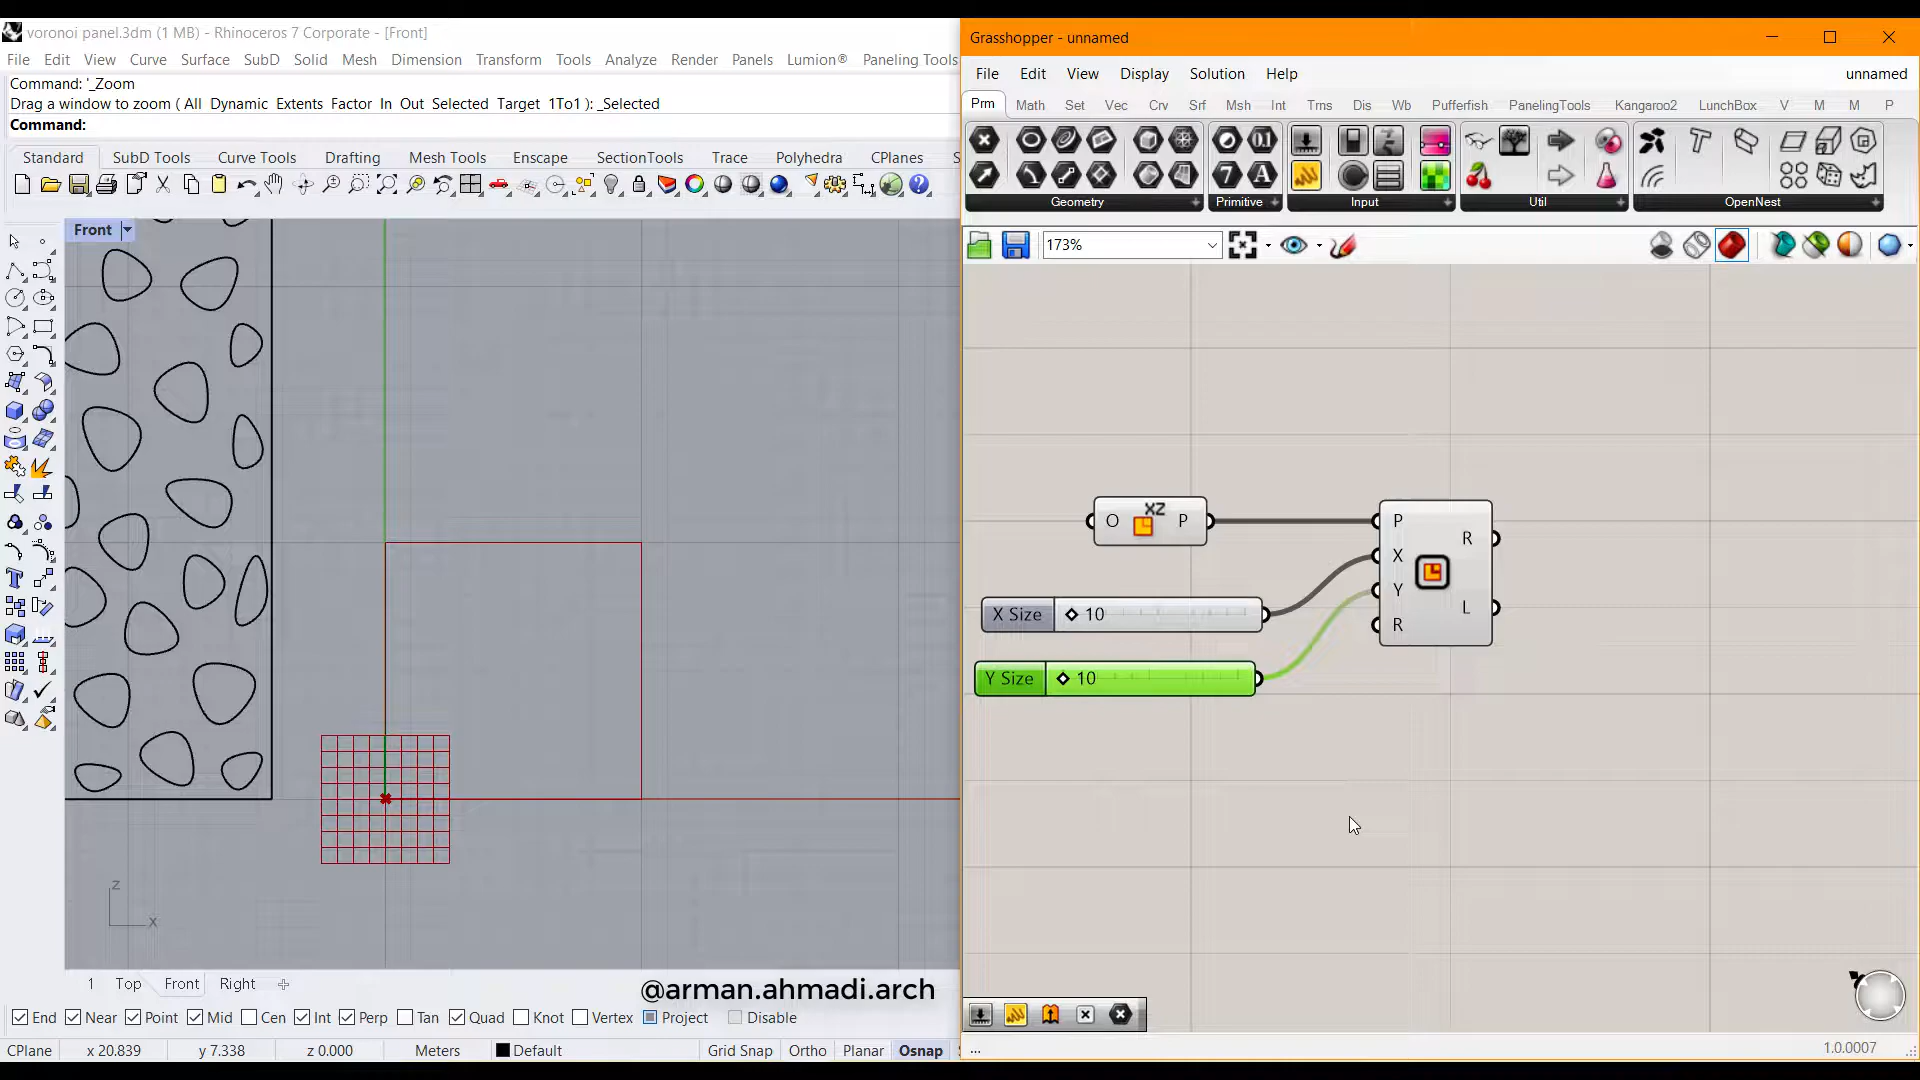 voronoi panel.3dm (1 MB) - Rhinoceros 7 Corporate - [Front]
File Edit View Curve Surface SubD Solid Mesh Dimension Transform Tools Analyze Render Panels Lumion® Paneling Tools
Command: '_Zoom
Drag a window to zoom ( All Dynamic Extents Factor In Out Selected Target 1To1 ): _Selected
Command:
Standard SubD Tools Curve Tools Drafting Mesh Tools Enscape SectionTools Trace Polyhedra CPlanes S
Front
z
x
1 Top Front Right
@arman.ahmadi.arch
End Near Point Mid Cen Int Perp Tan Quad Knot Vertex Project Disable
CPlane x 20.839 y 7.338 z 0.000 Meters Default Grid Snap Ortho Planar Osnap
Grasshopper - unnamed
File Edit View Display Solution Help unnamed
Prm Math Set Vec Crv Srf Msh Int Trns Dis Wb Pufferfish PanelingTools Kangaroo2 LunchBox V M M P
Geometry Primitive Input Util OpenNest
173%
O XZ P
X Size 10
Y Size 10
P
X
Y
R
R
L
... 1.0.0007